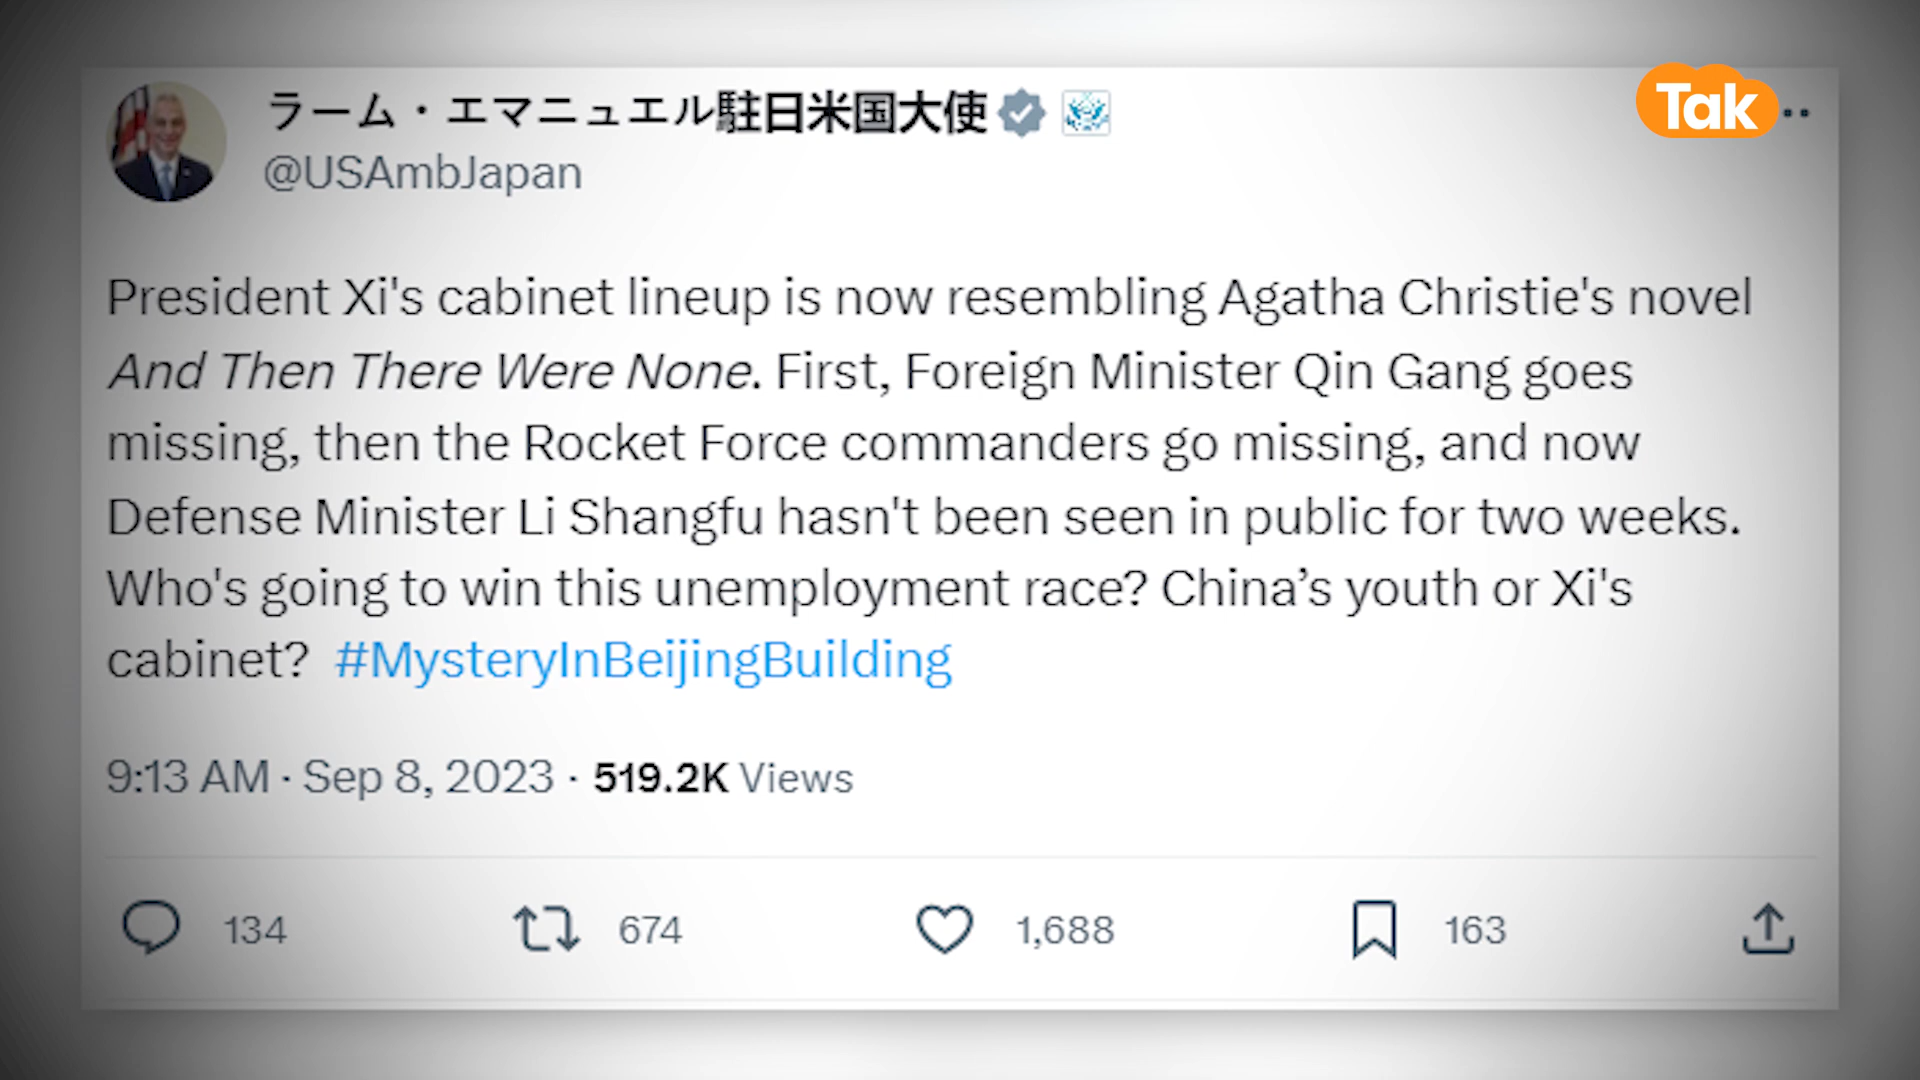 ラーム・エマニュエル駐日米国大使
Tak
@USAmbJapan
President Xi's cabinet lineup is now resembling Agatha Christie's novel
And Then There Were None. First, Foreign Minister Qin Gang goes
missing, then the Rocket Force commanders go missing, and now
Defense Minister Li Shangfu hasn't been seen in public for two weeks.
Who's going to win this unemployment race? China’s youth or Xi's
cabinet? #MysteryInBeijingBuilding
9:13 AM · Sep 8, 2023 · 519.2K Views
134 674 1,688 163